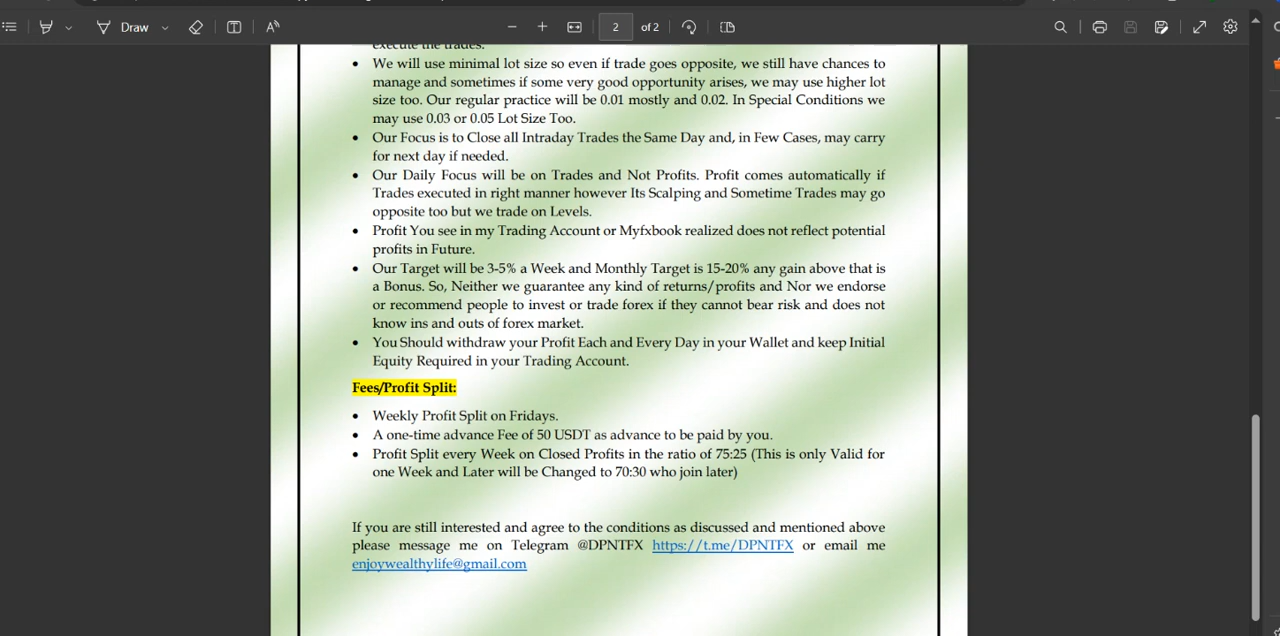 Draw
2
of 2
execute the trades.
We will use minimal lot size so even if trade goes opposite, we still have chances to
manage and sometimes if some very good opportunity arises, we may use higher lot
size too. Our regular practice will be 0.01 mostly and 0.02. In Special Conditions we
may use 0.03 or 0.05 Lot Size Too.
Our Focus is to Close all Intraday Trades the Same Day and, in Few Cases, may carry
for next day if needed.
Our Daily Focus will be on Trades and Not Profits. Profit comes automatically if
Trades executed in right manner however Its Scalping and Sometime Trades may go
opposite too but we trade on Levels.
Profit You see in my Trading Account or Myfxbook realized does not reflect potential
profits in Future.
Our Target will be 3-5% a Week and Monthly Target is 15-20% any gain above that is
a Bonus. So, Neither we guarantee any kind of returns/profits and Nor we endorse
or recommend people to invest or trade forex if they cannot bear risk and does not
know ins and outs of forex market.
You Should withdraw your Profit Each and Every Day in your Wallet and keep Initial
Equity Required in your Trading Account.
Fees/Profit Split:
Weekly Profit Split on Fridays.
A one-time advance Fee of 50 USDT as advance to be paid by you.
Profit Split every Week on Closed Profits in the ratio of 75:25 (This is only Valid for
one Week and Later will be Changed to 70:30 who join later)
If you are still interested and agree to the conditions as discussed and mentioned above
please message me on Telegram @DPNTFX https://t.me/DPNTFX or email me
enjoywealthylife@gmail.com